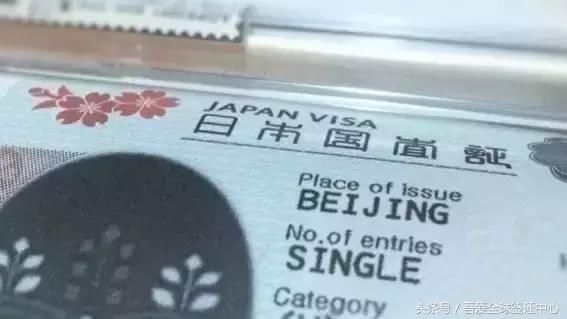 JAPAN VISA
日本国査証
Place of issue
BEIJING
No.of entries
SINGLE
Category
头条号／吾爱全球签证中心